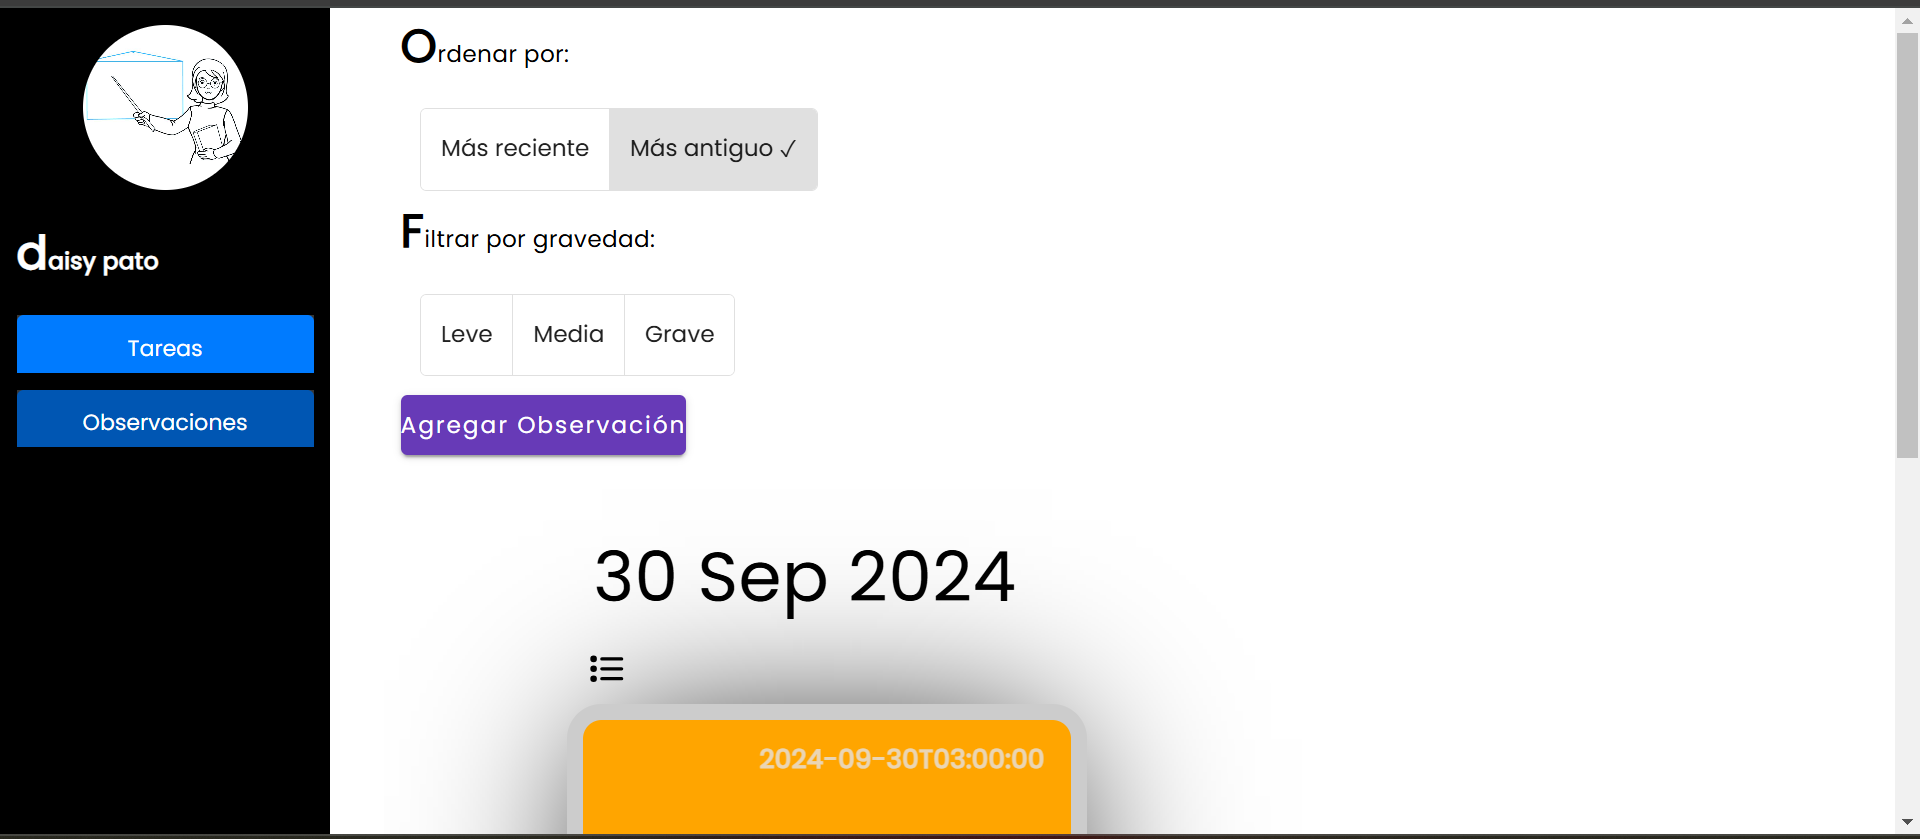 daisy pato
Tareas
Observaciones
Ordenar por:
Más reciente
Más antiguo ✓
Filtrar por gravedad:
Leve
Media
Grave
Agregar Observación
30 Sep 2024
2024-09-30T03:00:00